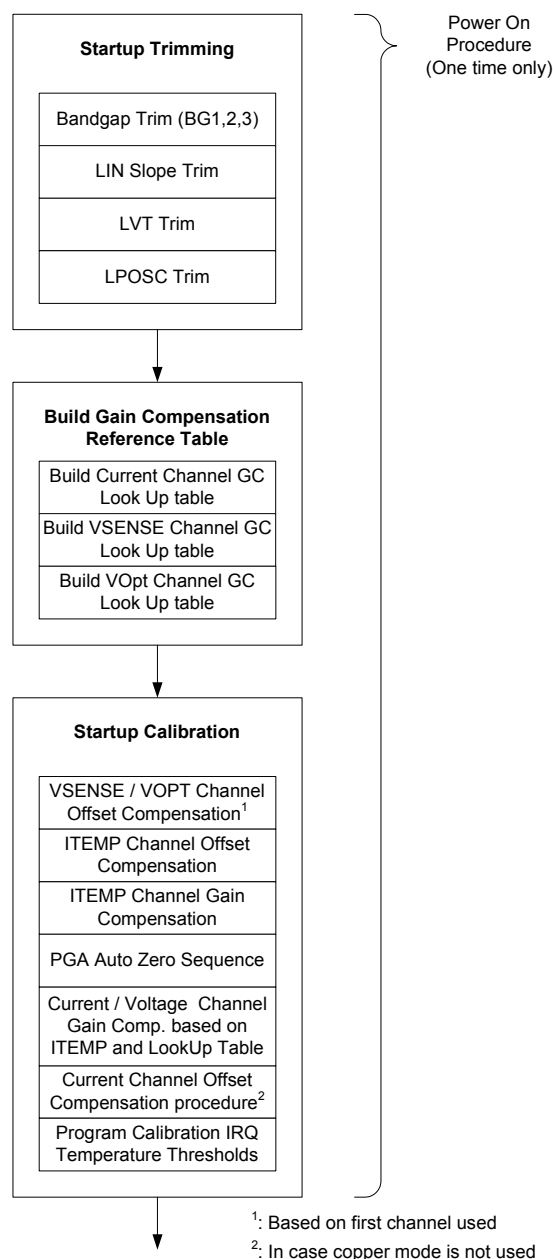 Startup Trimming
Bandgap Trim (BG1,2,3)
LIN Slope Trim
LVT Trim
LPOSC Trim
Power On
Procedure
(One time only)
Build Gain Compensation
Reference Table
Build Current Channel GC
Look Up table
Build VSENSE Channel GC
Look Up table
Build VOpt Channel GC
Look Up table
Startup Calibration
VSENSE / VOPT Channel
Offset Compensation¹
ITEMP Channel Offset
Compensation
ITEMP Channel Gain
Compensation
PGA Auto Zero Sequence
Current / Voltage Channel
Gain Comp. based on
ITEMP and LookUp Table
Current Channel Offset
Compensation procedure²
Program Calibration IRQ
Temperature Thresholds
¹: Based on first channel used
²: In case copper mode is not used